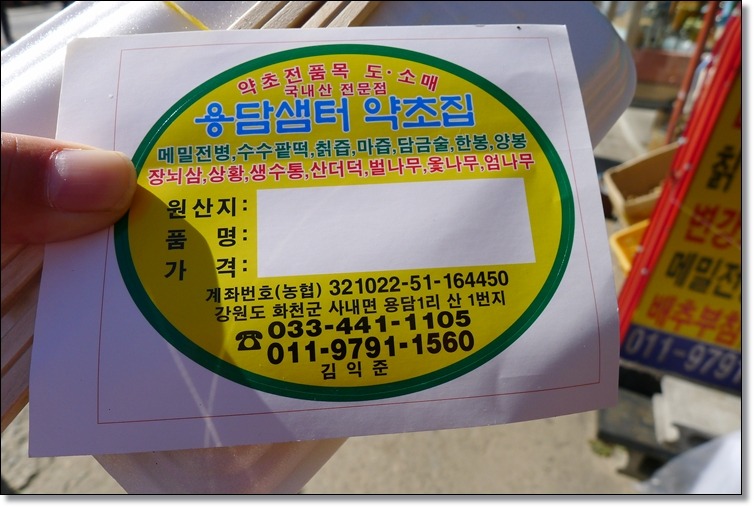 약초전품목 도·소매
국내산 전문점
용담샘터 약초집
메밀전병,수수팥떡,칡즙,마즙,담금술,한봉,양봉
장뇌삼,상황,생수통,산더덕,벌나무,옻나무,엄나무
원산지:
품 명:
가 격:
계좌번호(농협) 321022-51-164450
강원도 화천군 사내면 용담1리 산 1번지
☎033-441-1105
011-9791-1560
김익준
칡
변강
메밀전
배추부침
011-9791